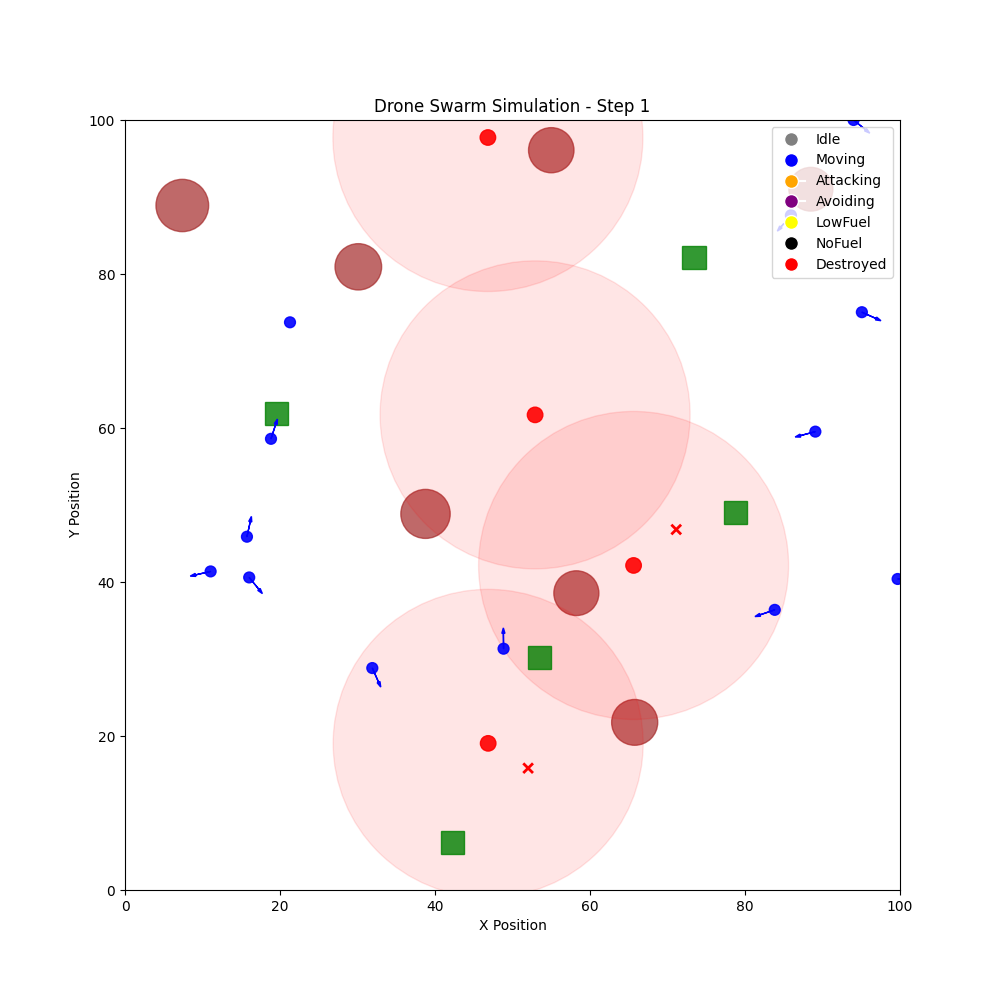 Drone Swarm Simulation - Step 1
100
80
60
40
20
0
Y Position
0 20 40 60 80 100
X Position
Idle
Moving
Attacking
Avoiding
LowFuel
NoFuel
Destroyed